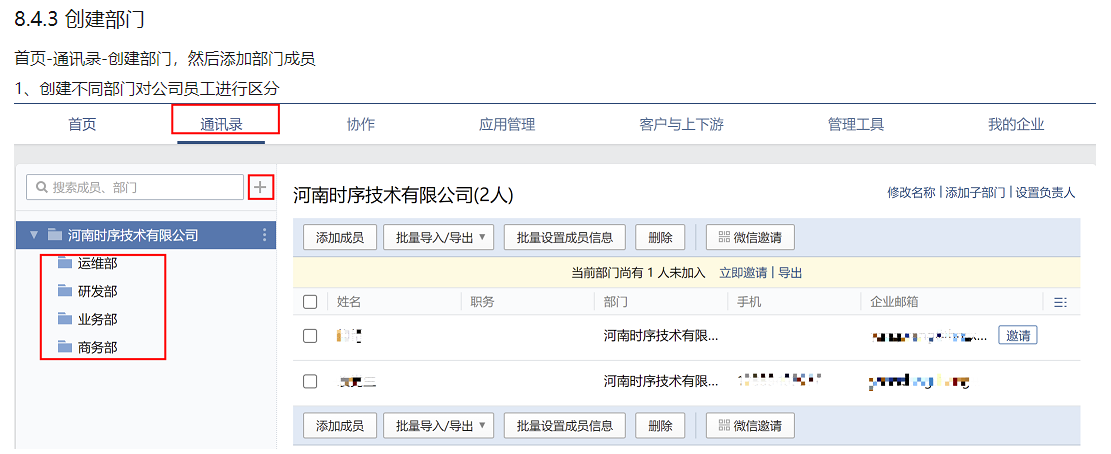 8.4.3 创建部门
首页-通讯录-创建部门，然后添加部门成员
1、创建不同部门对公司员工进行区分
首页 通讯录 协作 应用管理 客户与上下游 管理工具 我的企业
搜索成员、部门
河南时序技术有限公司
运维部
研发部
业务部
商务部
河南时序技术有限公司(2人)
修改名称 | 添加子部门 | 设置负责人
添加成员 批量导入/导出 批量设置成员信息 删除 微信邀请
当前部门尚有 1 人未加入 立即邀请 | 导出
姓名 职务 部门 手机 企业邮箱
河南时序技术有限... 邀请
河南时序技术有限...
添加成员 批量导入/导出 批量设置成员信息 删除 微信邀请